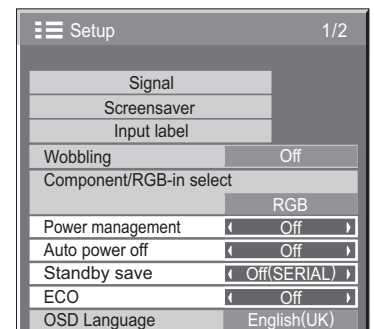 Setup 1/2
Signal
Screensaver
Input label
Wobbling Off
Component/RGB-in select
RGB
Power management Off
Auto power off Off
Standby save Off(SERIAL)
ECO Off
OSD Language English(UK)